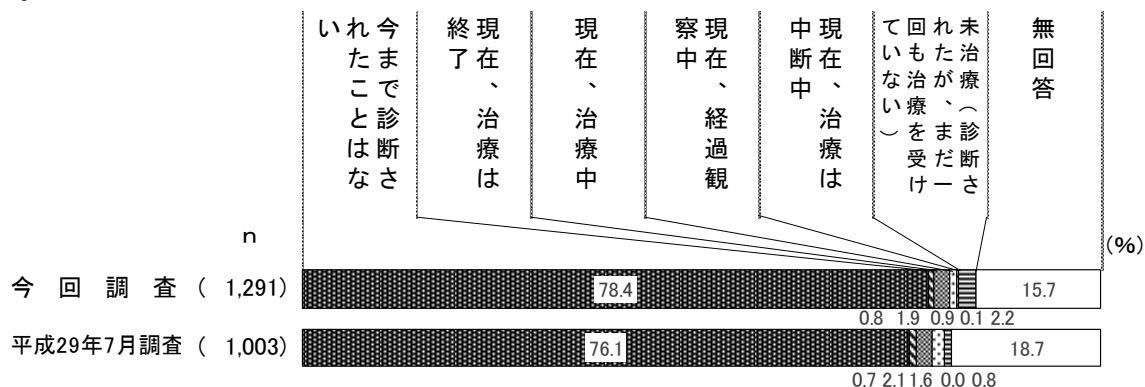 今まで診断さ
れたことはな
い
現在、治療は
終了
現在、治療中
現在、経過観
察中
現在、治療は
中断中
未治療（診断さ
れたが、まだ一
回も治療を受け
ていない）
無回答
n
(%)
今回調査 ( 1,291)
78.4
15.7
0.8 1.9 0.9 0.1 2.2
平成29年7月調査 ( 1,003)
76.1
18.7
0.7 2.1 1.6 0.0 0.8